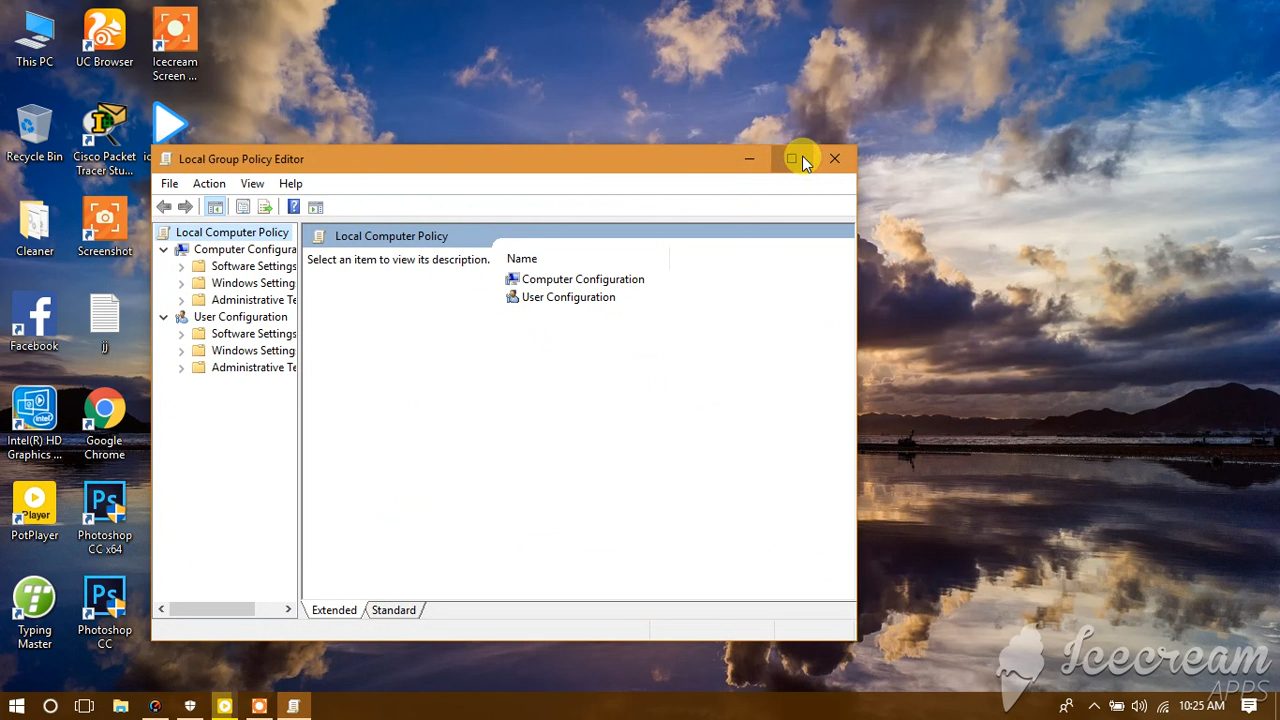 This PC
UC Browser
Icecream
Screen ...
Recycle Bin
Cisco Packet
Tracer Stu...
ic
Cleaner
Screenshot
Facebook
jj
Intel(R) HD
Graphics ...
Google
Chrome
Player
PotPlayer
Ps
Photoshop
CC x64
Typing
Master
Ps
Photoshop
CC
Local Group Policy Editor
File Action View Help
Local Computer Policy
Computer Configura
Software Settings
Windows Setting
Administrative Te
User Configuration
Software Settings
Windows Setting
Administrative Te
Local Computer Policy
Select an item to view its description.
Name
Computer Configuration
User Configuration
Extended
Standard
Icecream
APPS
10:25 AM